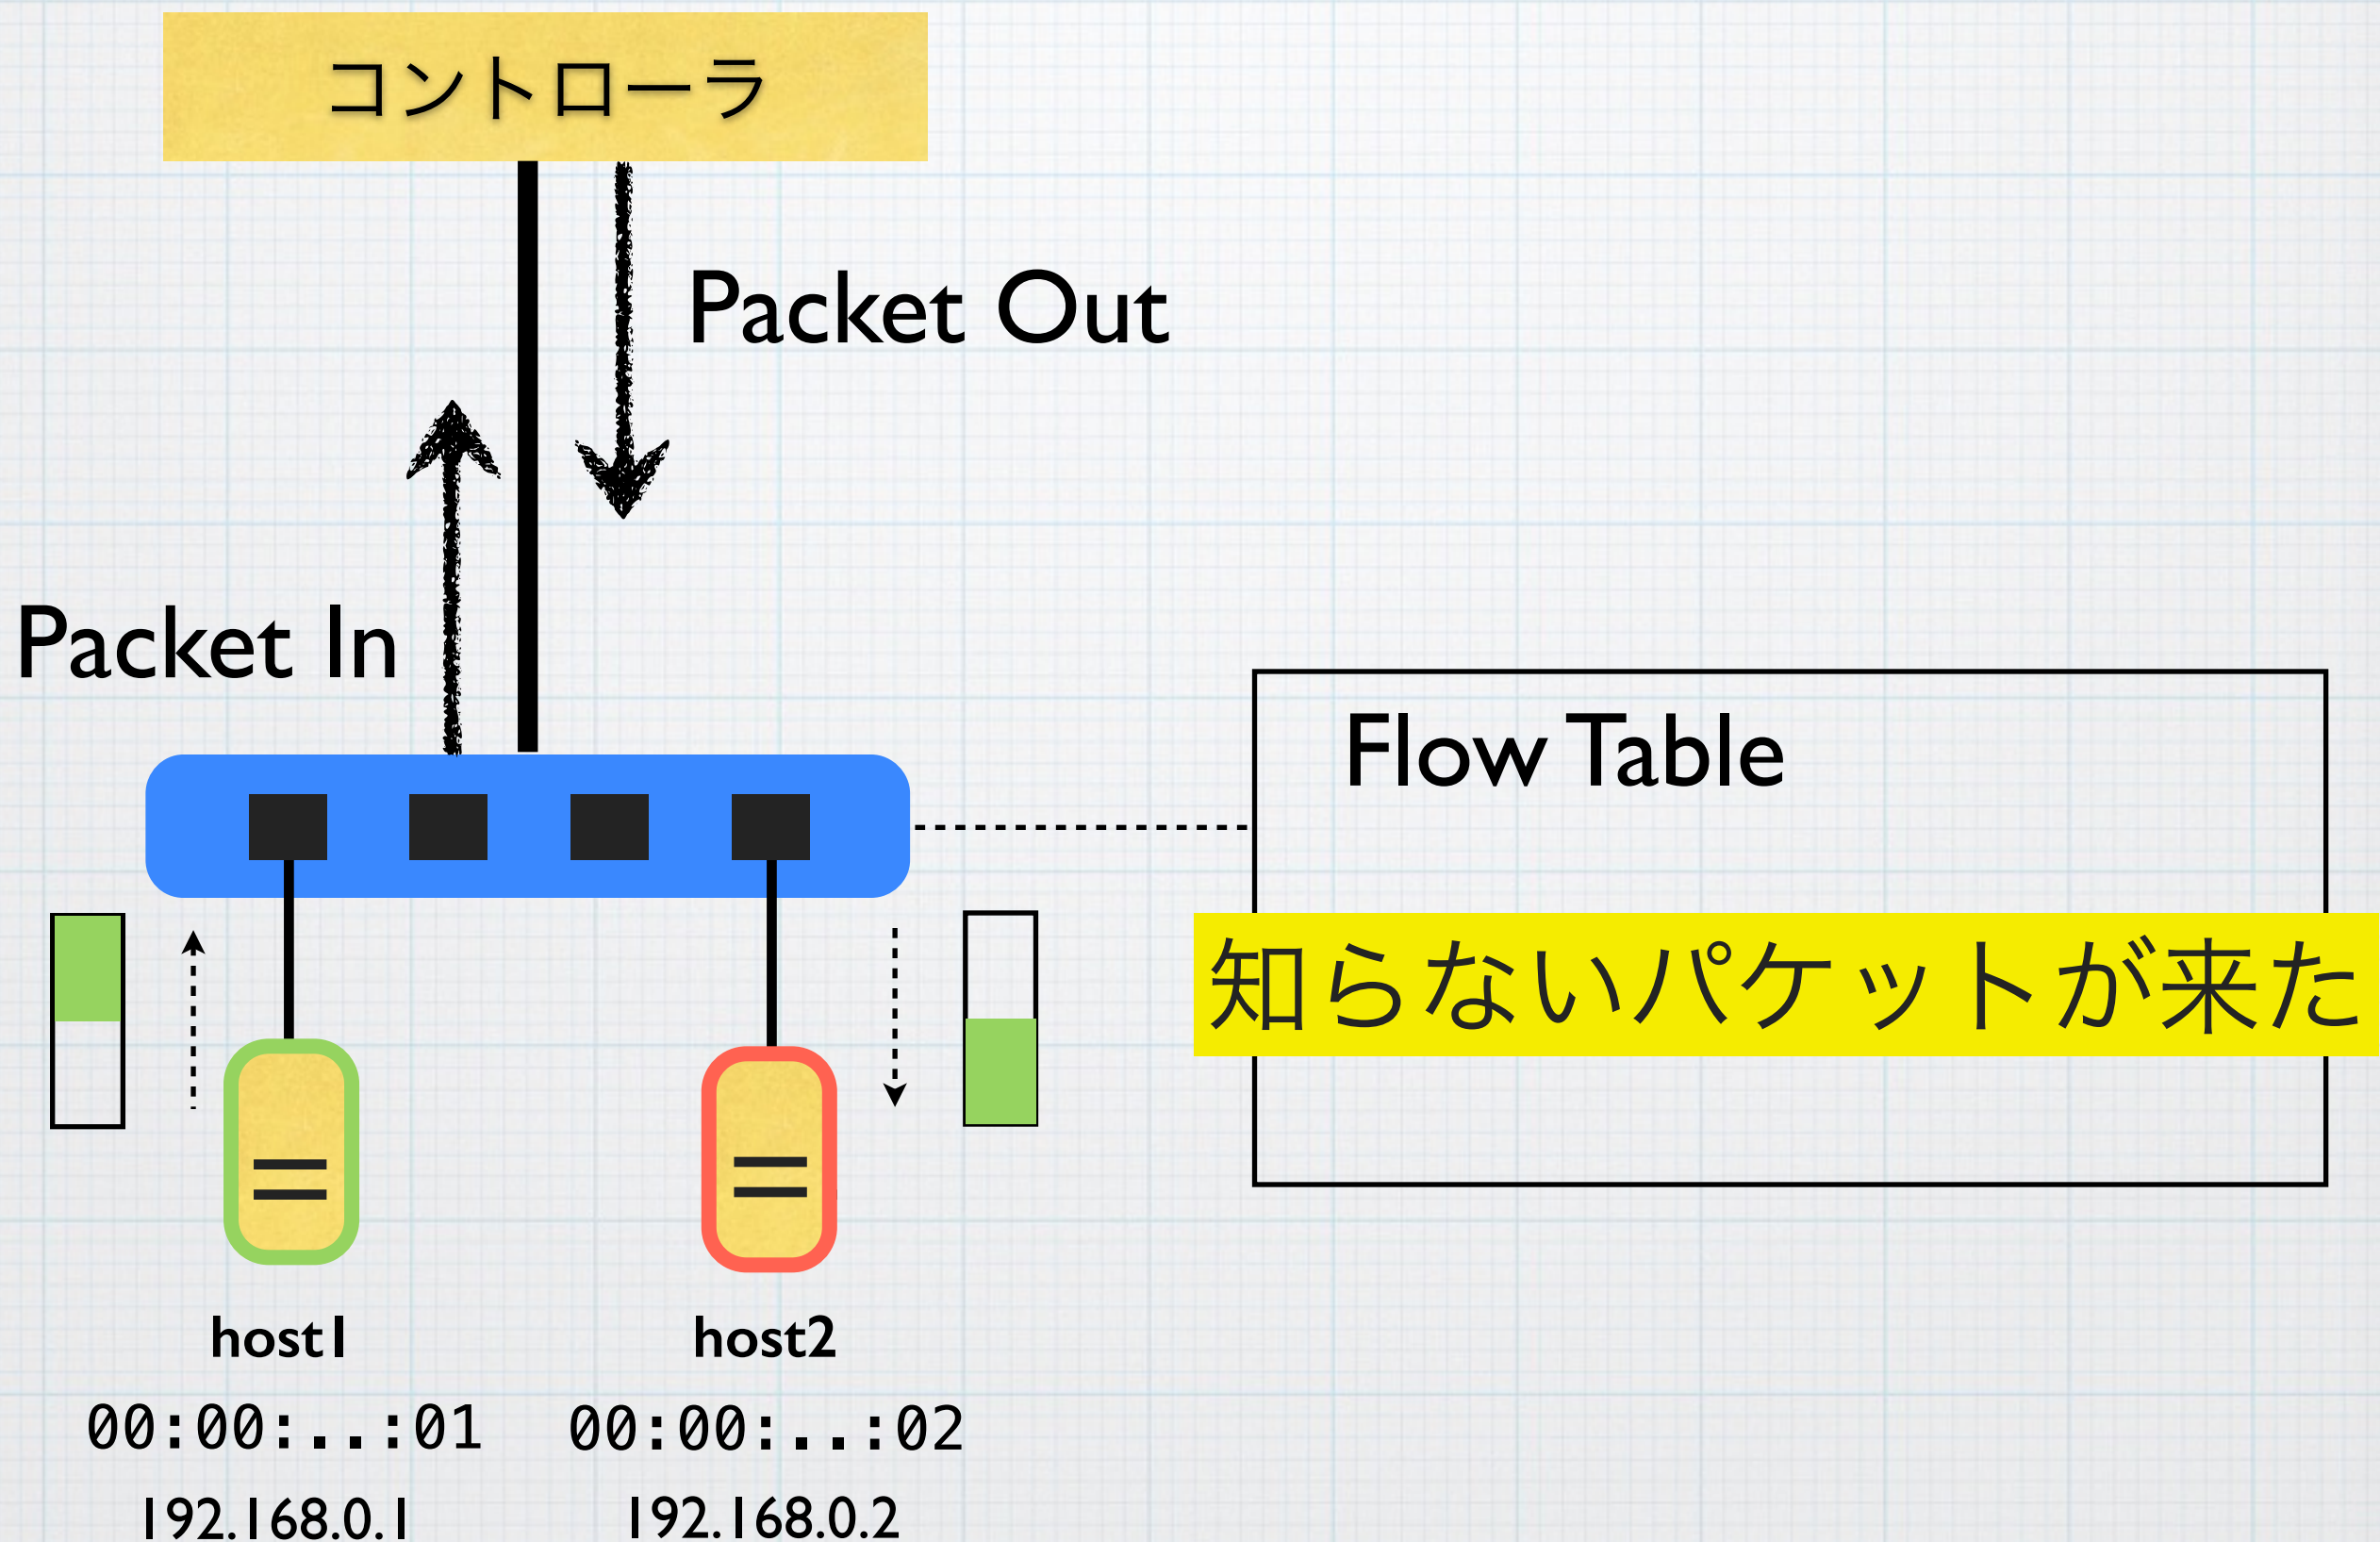 コントローラ
Packet Out
Packet In
Flow Table
知らないパケットが来た
host1
host2
00:00:..:01
00:00:..:02
192.168.0.1
192.168.0.2